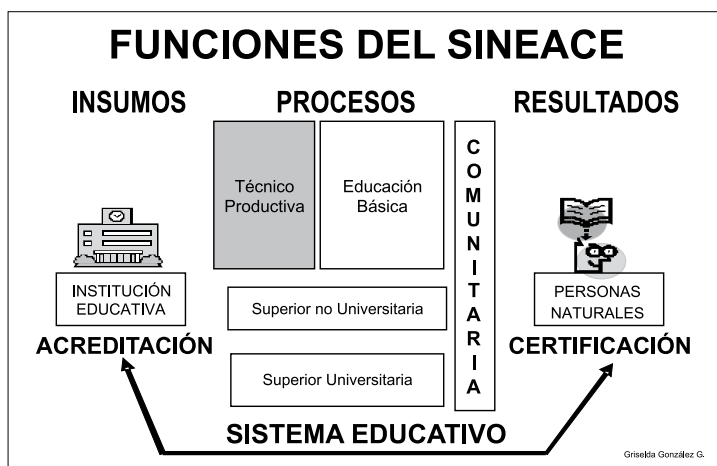 FUNCIONES DEL SINEACE
INSUMOS
PROCESOS
RESULTADOS
Técnico
Productiva
Educación
Básica
COMUNITARIA
INSTITUCIÓN
EDUCATIVA
Superior no Universitaria
PERSONAS
NATURALES
ACREDITACIÓN
Superior Universitaria
CERTIFICACIÓN
SISTEMA EDUCATIVO
Griselda González G.